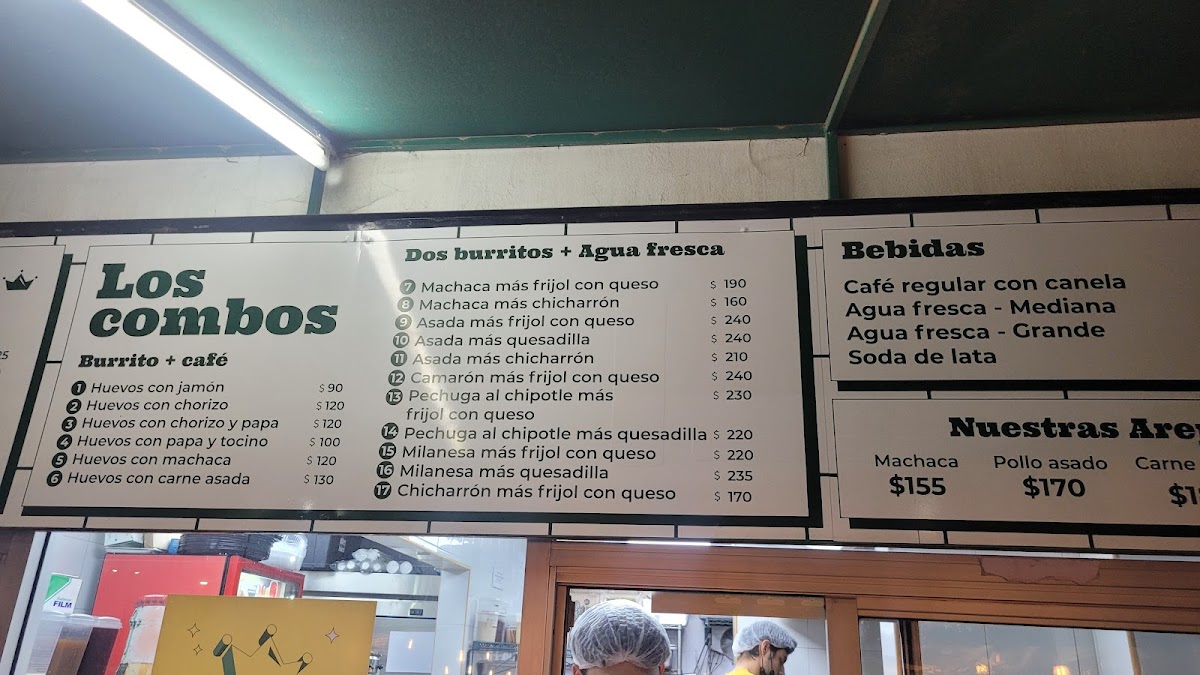 25
Los
combos
Burrito + café
1 Huevos con jamón $ 90
2 Huevos con chorizo $ 120
3 Huevos con chorizo y papa $ 120
4 Huevos con papa y tocino $ 100
5 Huevos con machaca $ 120
6 Huevos con carne asada $ 130
Dos burritos + Agua fresca
7 Machaca más frijol con queso $ 190
8 Machaca más chicharrón $ 160
9 Asada más frijol con queso $ 240
10 Asada más quesadilla $ 240
11 Asada más chicharrón $ 210
12 Camarón más frijol con queso $ 240
13 Pechuga al chipotle más $ 230
frijol con queso
14 Pechuga al chipotle más quesadilla $ 220
15 Milanesa más frijol con queso $ 220
16 Milanesa más quesadilla $ 235
17 Chicharrón más frijol con queso $ 170
Bebidas
Café regular con canela
Agua fresca - Mediana
Agua fresca - Grande
Soda de lata
Nuestras
Machaca Pollo asado Carne
$155 $170
FILM